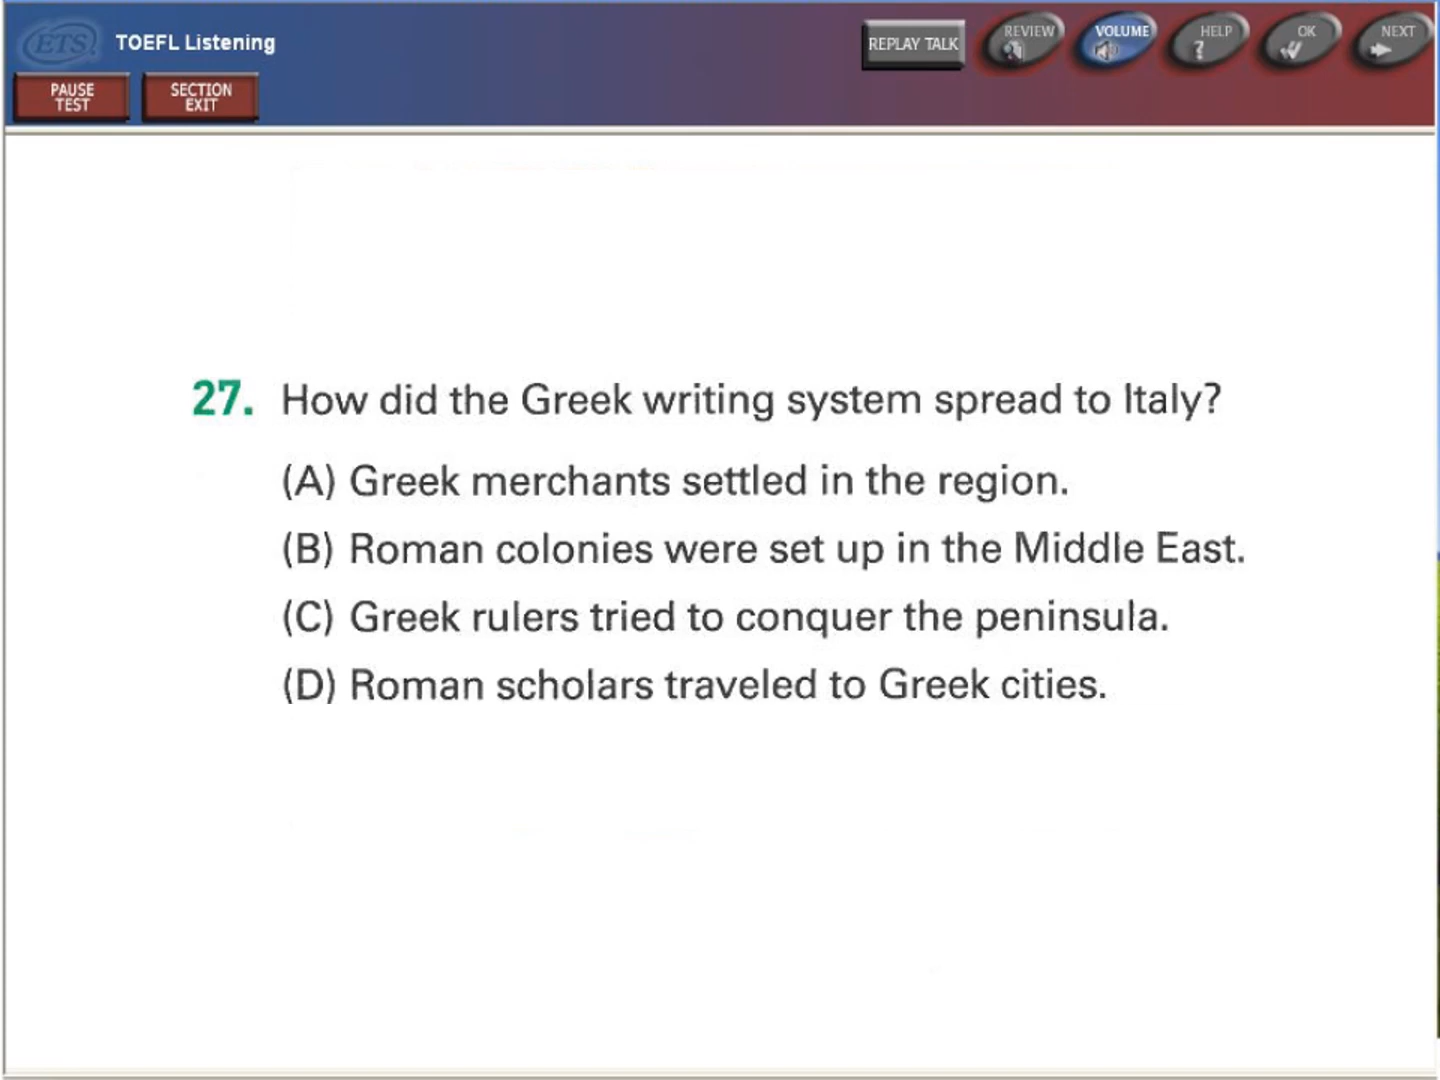 ETS
TOEFL Listening
REPLAY TALK
REVIEW
VOLUME
HELP
?
OK
NEXT
PAUSE
TEST
SECTION
EXIT
27. How did the Greek writing system spread to Italy?
(A) Greek merchants settled in the region.
(B) Roman colonies were set up in the Middle East.
(C) Greek rulers tried to conquer the peninsula.
(D) Roman scholars traveled to Greek cities.